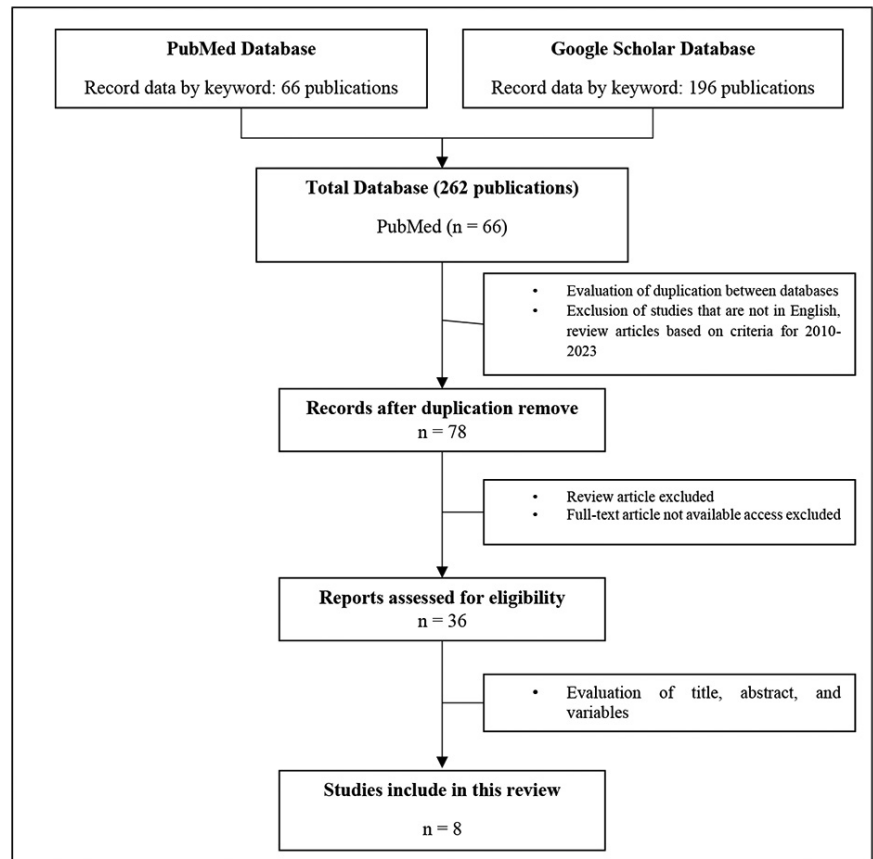 PubMed Database
Record data by keyword: 66 publications
Google Scholar Database
Record data by keyword: 196 publications
Total Database (262 publications)
PubMed (n = 66)
• Evaluation of duplication between databases
• Exclusion of studies that are not in English,
review articles based on criteria for 2010-
2023
Records after duplication remove
n = 78
• Review article excluded
• Full-text article not available access excluded
Reports assessed for eligibility
n = 36
• Evaluation of title, abstract, and
variables
Studies include in this review
n = 8